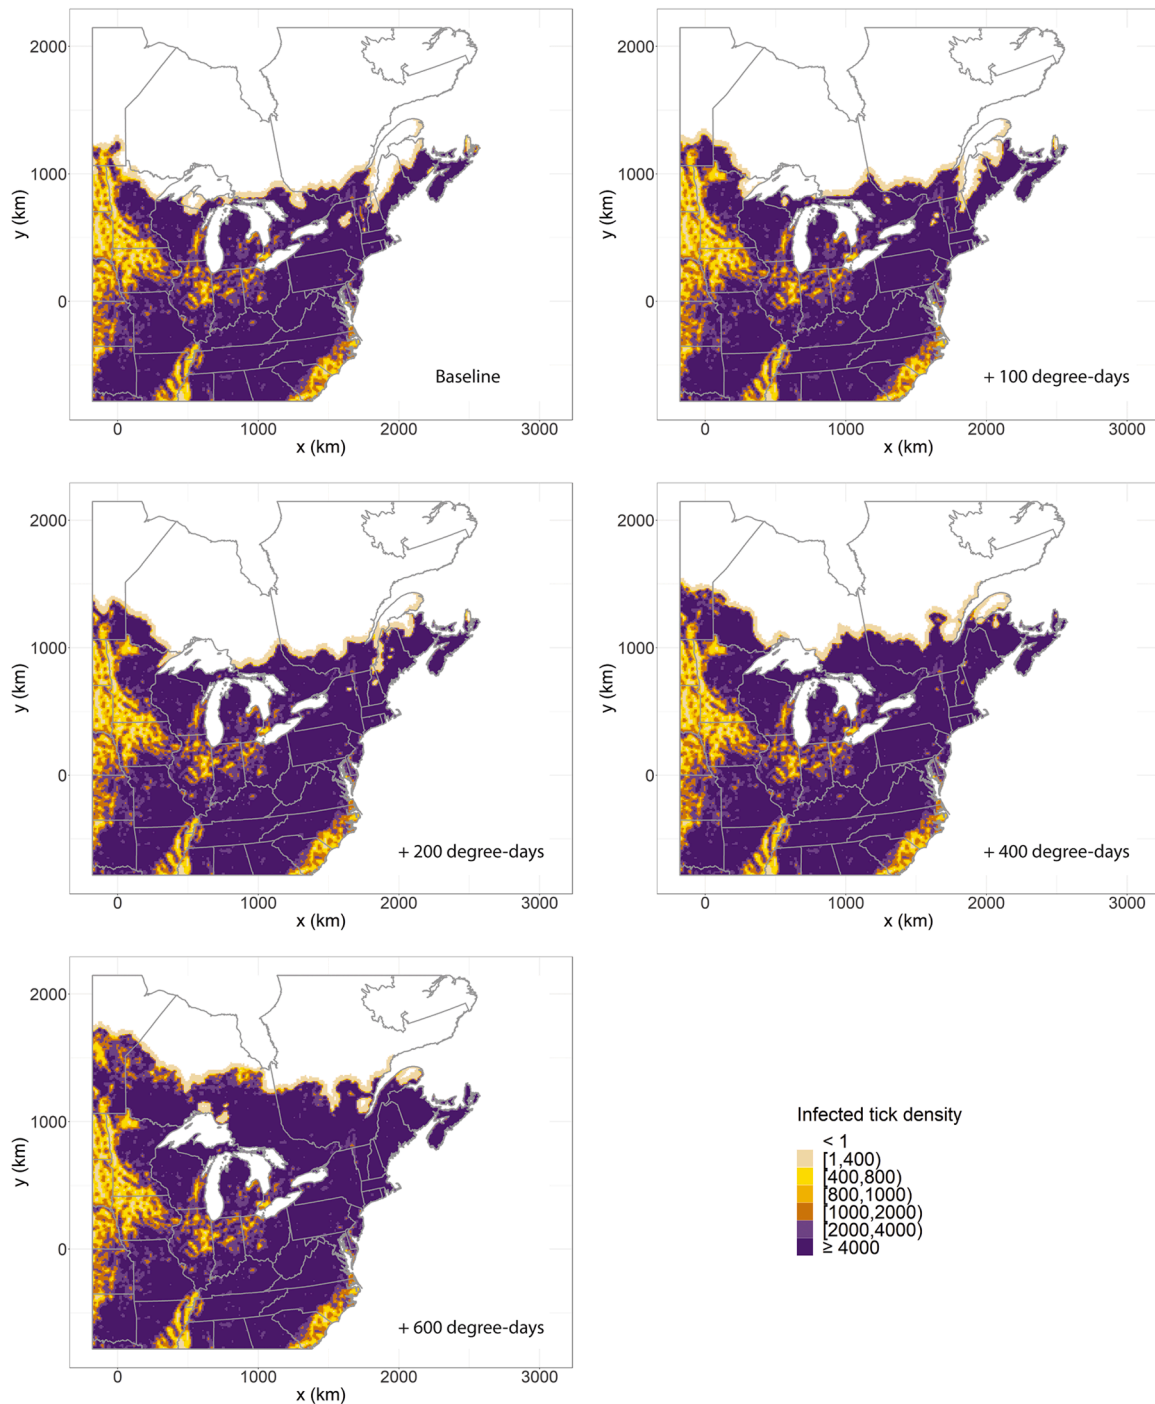 2000
1000
0
y (km)
Baseline
0
1000
2000
3000
x (km)
2000
1000
0
y (km)
+ 100 degree-days
0
1000
2000
3000
x (km)
2000
1000
0
y (km)
+ 200 degree-days
0
1000
2000
3000
x (km)
2000
1000
0
y (km)
+ 400 degree-days
0
1000
2000
3000
x (km)
2000
1000
0
y (km)
+ 600 degree-days
0
1000
2000
3000
x (km)
Infected tick density
< 1
[1,400)
[400,800)
[800,1000)
[1000,2000)
[2000,4000)
≥ 4000